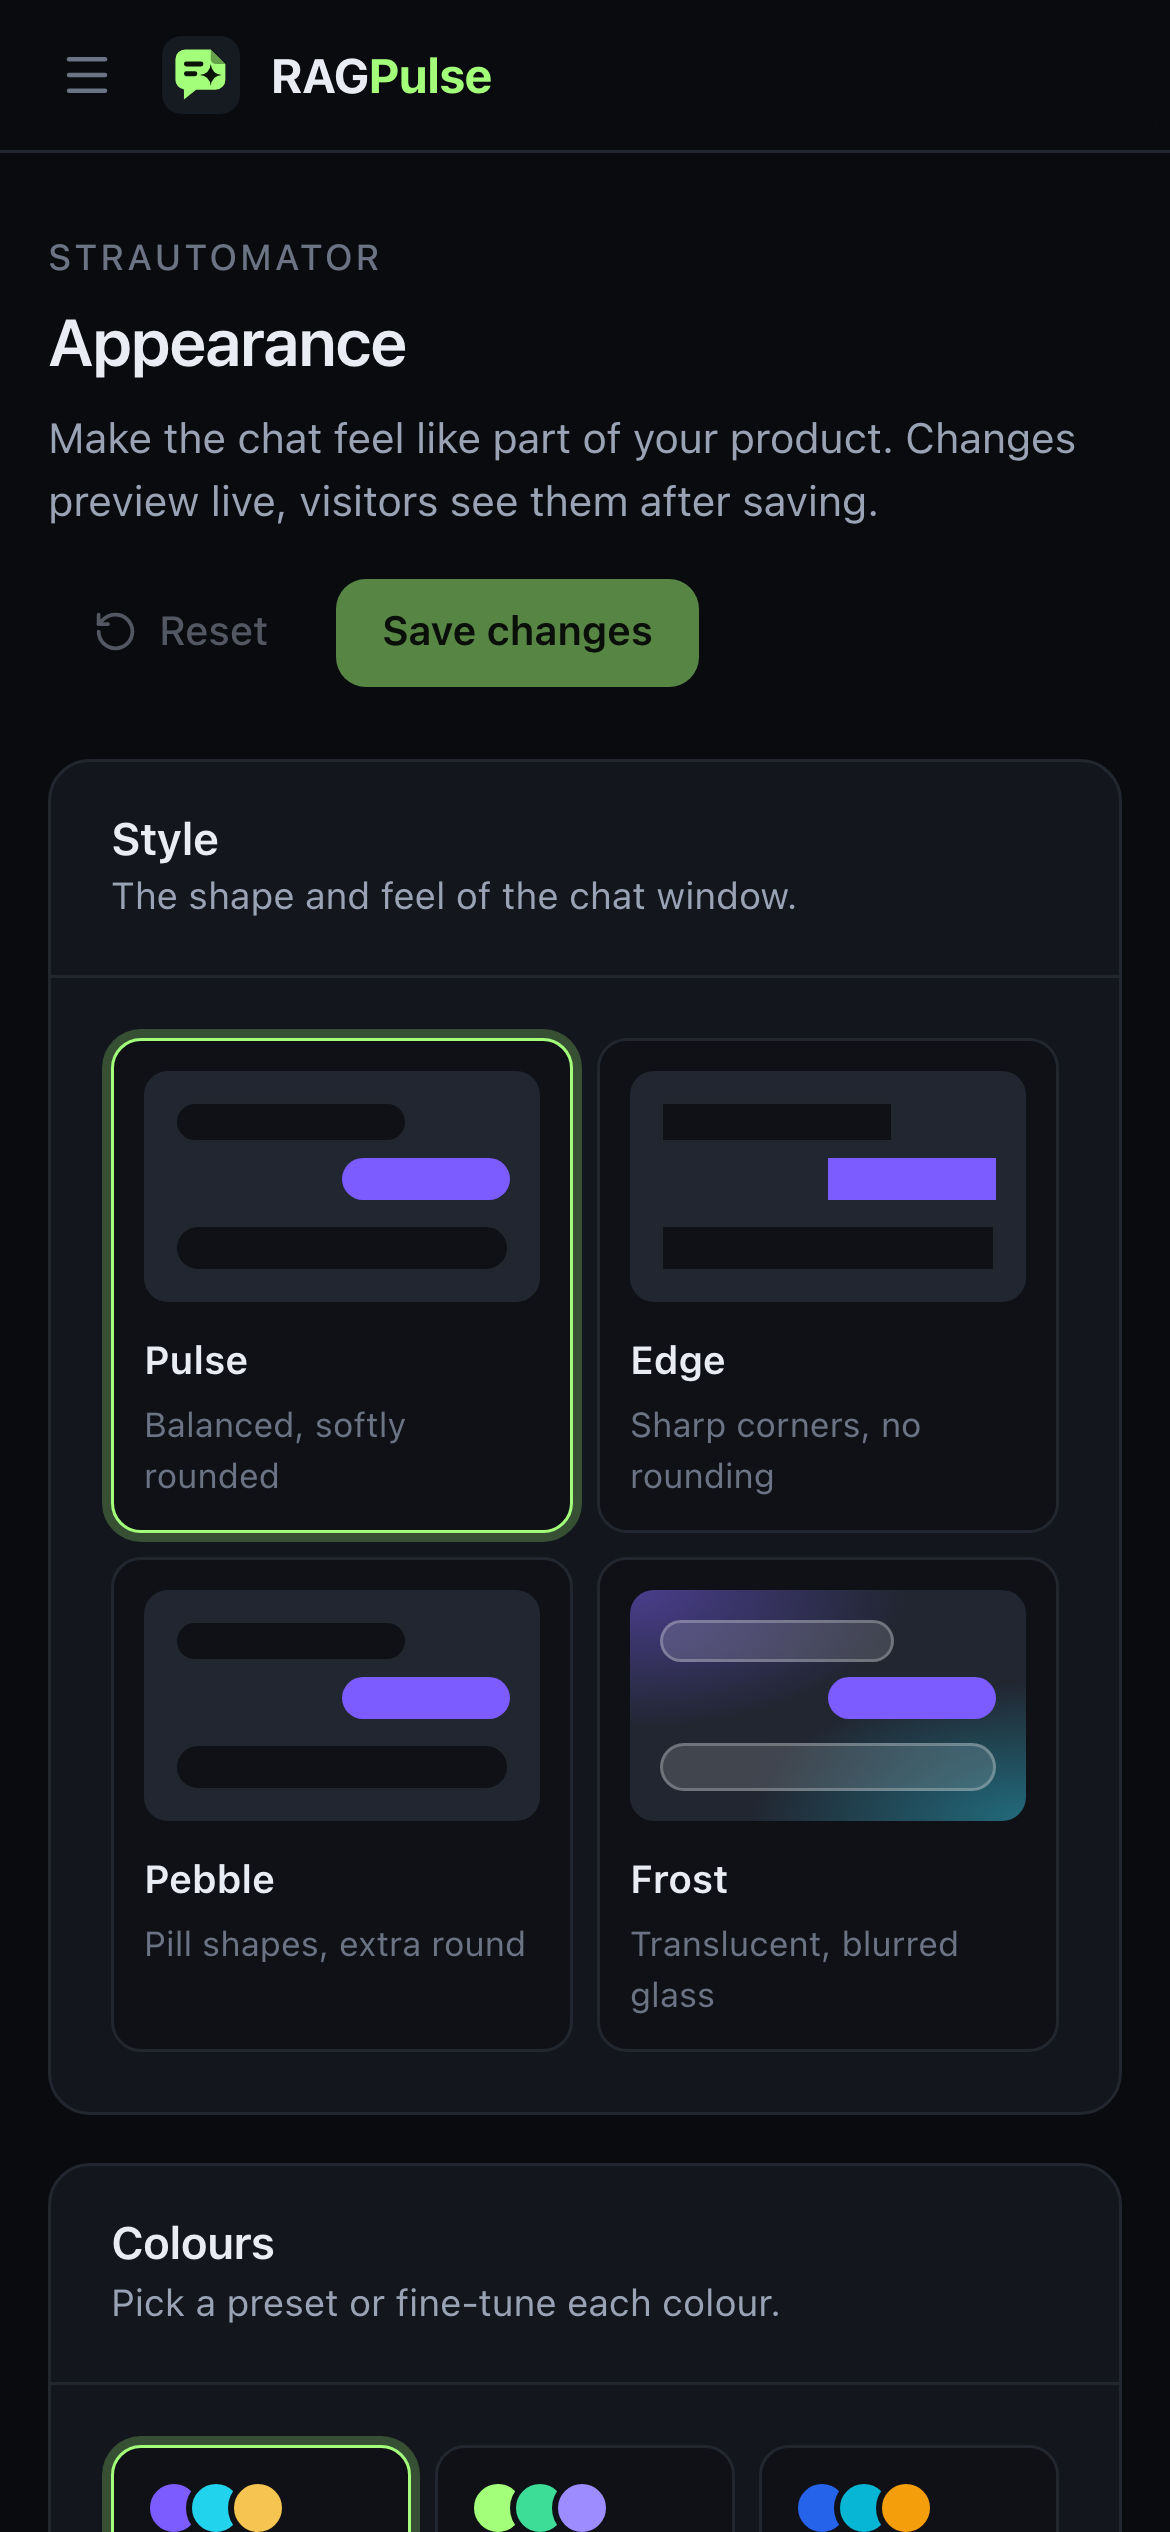 RAGPulse
STRAUTOMATOR
Appearance
Make the chat feel like part of your product. Changes
preview live, visitors see them after saving.
Reset
Save changes
Style
The shape and feel of the chat window.
Pulse
Balanced, softly
rounded
Edge
Sharp corners, no
rounding
Pebble
Pill shapes, extra round
Frost
Translucent, blurred
glass
Colours
Pick a preset or fine-tune each colour.